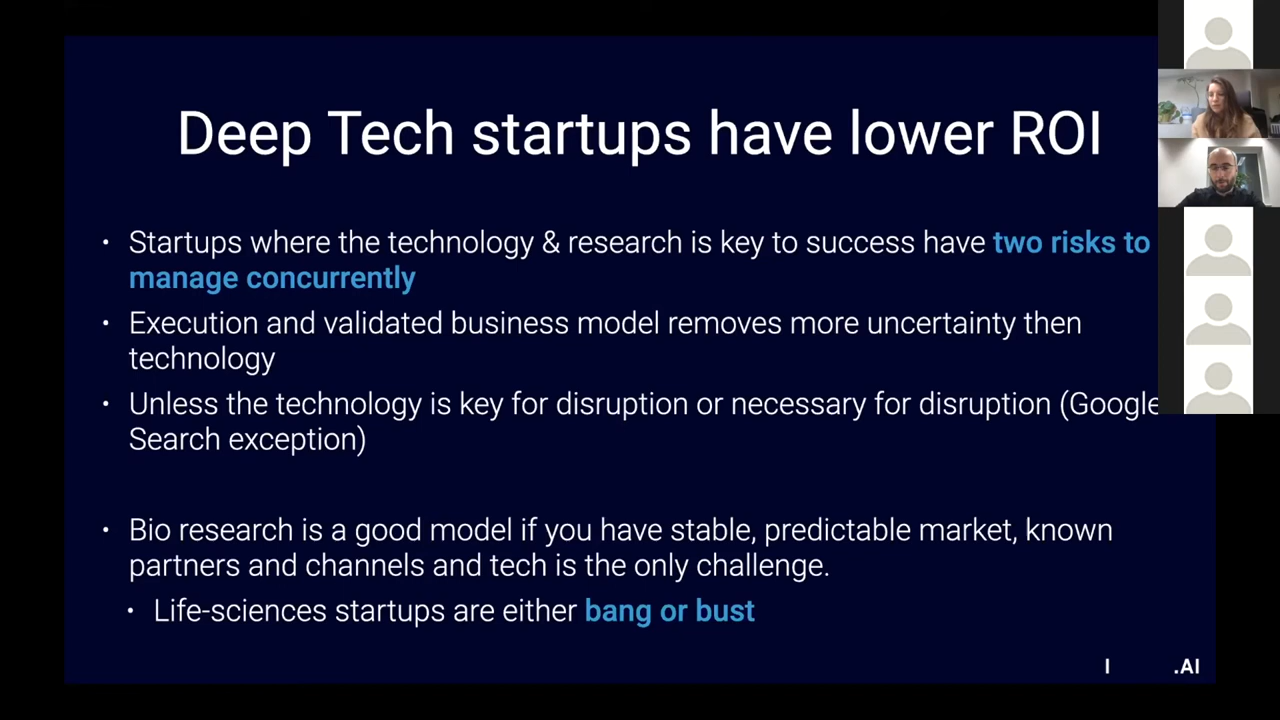 Deep Tech startups have lower ROI
• Startups where the technology & research is key to success have two risks to
manage concurrently
• Execution and validated business model removes more uncertainty then
technology
• Unless the technology is key for disruption or necessary for disruption (Google
Search exception)
• Bio research is a good model if you have stable, predictable market, known
partners and channels and tech is the only challenge.
• Life-sciences startups are either bang or bust
I .AI